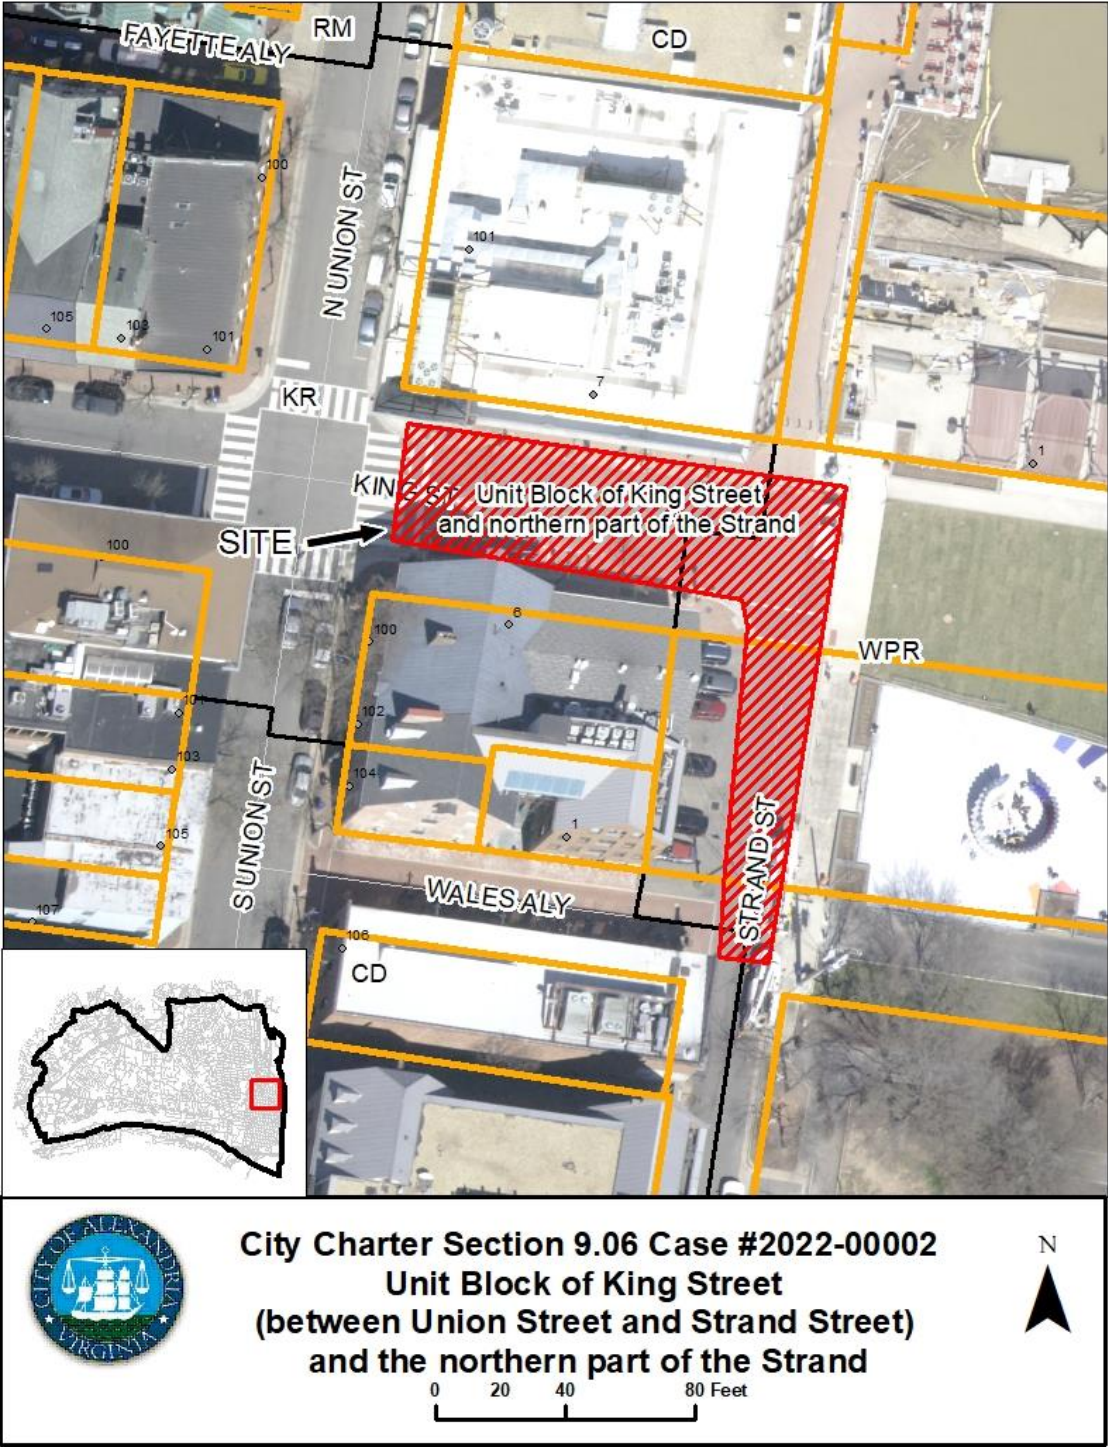 FAYETTE ALY
RM
CD
100
N UNION ST
101
105
103
101
7
KR
1
KING ST
Unit Block of King Street
and northern part of the Strand
SITE
100
6
100
WPR
101
102
103
104
S UNION ST
1
STRAND ST
105
WALES ALY
107
106
CD
CITY OF ALEXANDRIA
VIRGINIA
City Charter Section 9.06 Case #2022-00002
Unit Block of King Street
(between Union Street and Strand Street)
and the northern part of the Strand
N
0 20 40 80 Feet